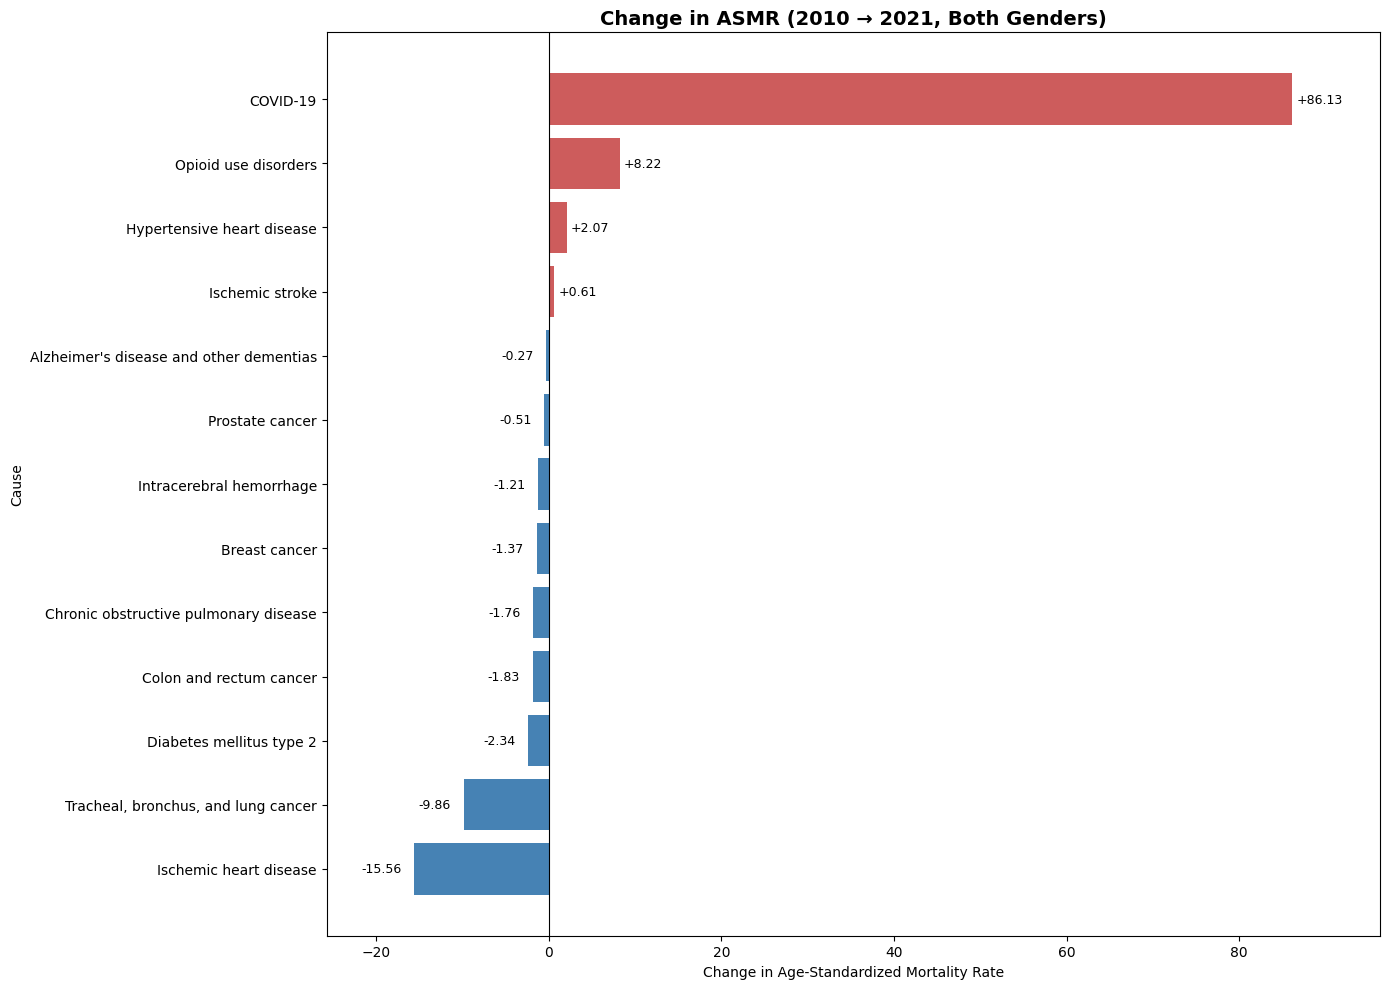 Change in ASMR (2010 → 2021, Both Genders)
COVID-19
+86.13
Opioid use disorders
+8.22
Hypertensive heart disease
+2.07
Ischemic stroke
+0.61
Alzheimer's disease and other dementias
-0.27
Prostate cancer
-0.51
Intracerebral hemorrhage
-1.21
Cause
Breast cancer
-1.37
Chronic obstructive pulmonary disease
-1.76
Colon and rectum cancer
-1.83
Diabetes mellitus type 2
-2.34
Tracheal, bronchus, and lung cancer
-9.86
Ischemic heart disease
-15.56
−20 0 20 40 60 80
Change in Age-Standardized Mortality Rate